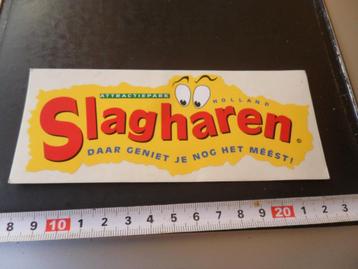 ATTRACTIEPARK
HOLLAND
Slagharen ©
DAAR GENIET JE NOG HET MÉÉST!
8 9 10 1 2 3 4 5 6 7 8 9 20 1 2 3